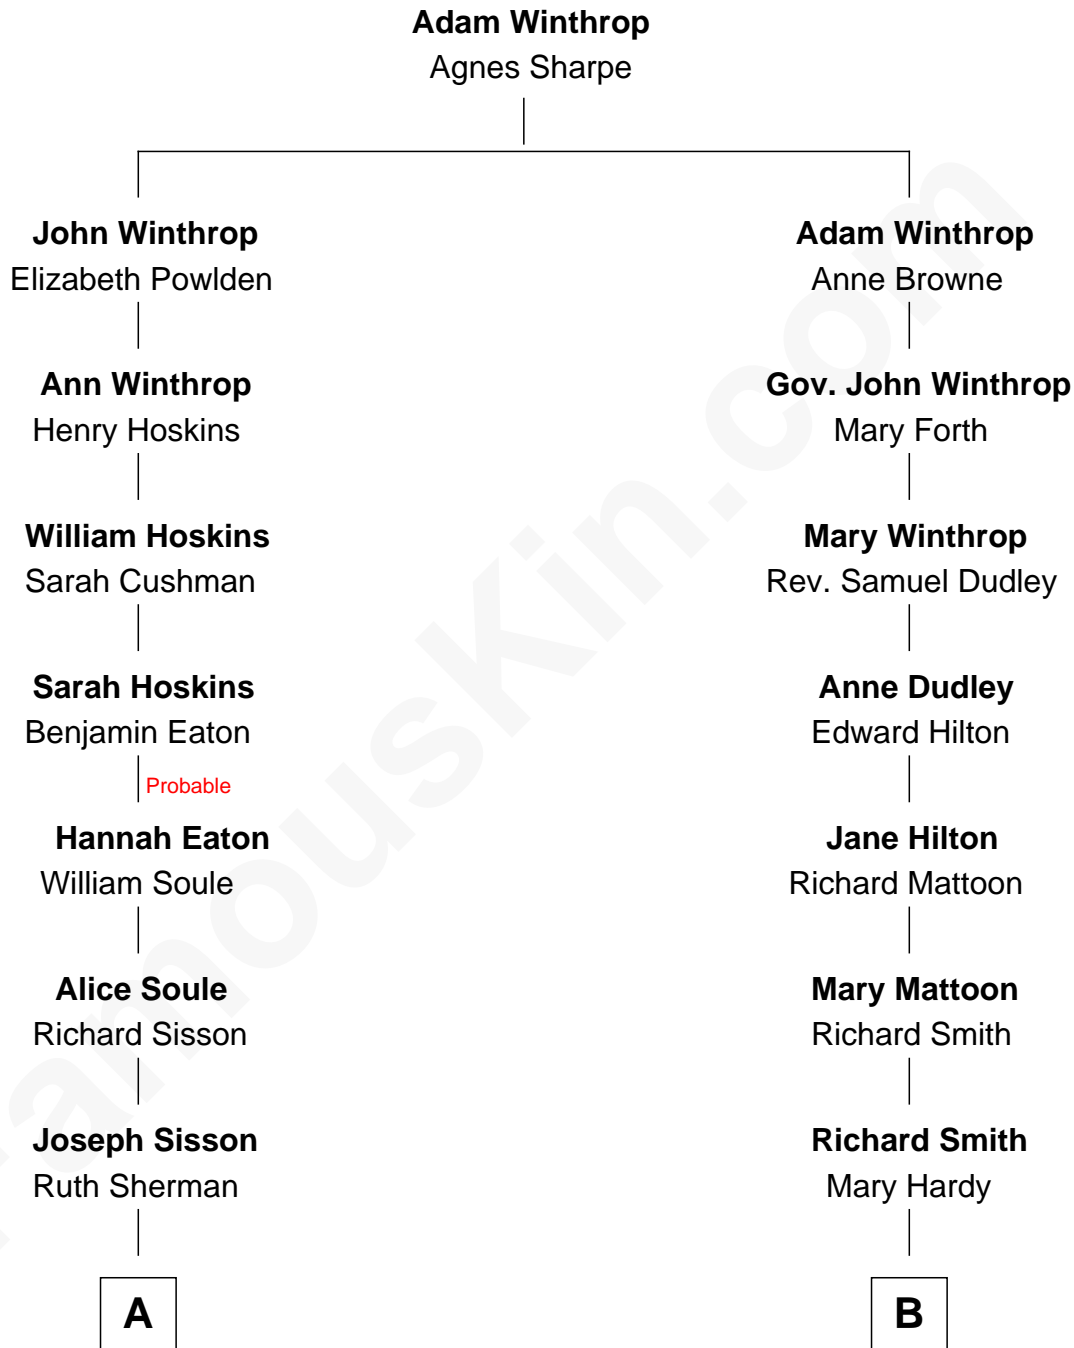 Adam Winthrop
Agnes Sharpe
John Winthrop
Elizabeth Powlden
Ann Winthrop
Henry Hoskins
William Hoskins
Sarah Cushman
Sarah Hoskins
Benjamin Eaton
Probable
Hannah Eaton
William Soule
Alice Soule
Richard Sisson
Joseph Sisson
Ruth Sherman
A
Adam Winthrop
Anne Browne
Gov. John Winthrop
Mary Forth
Mary Winthrop
Rev. Samuel Dudley
Anne Dudley
Edward Hilton
Jane Hilton
Richard Mattoon
Mary Mattoon
Richard Smith
Richard Smith
Mary Hardy
B
FamousKin.com